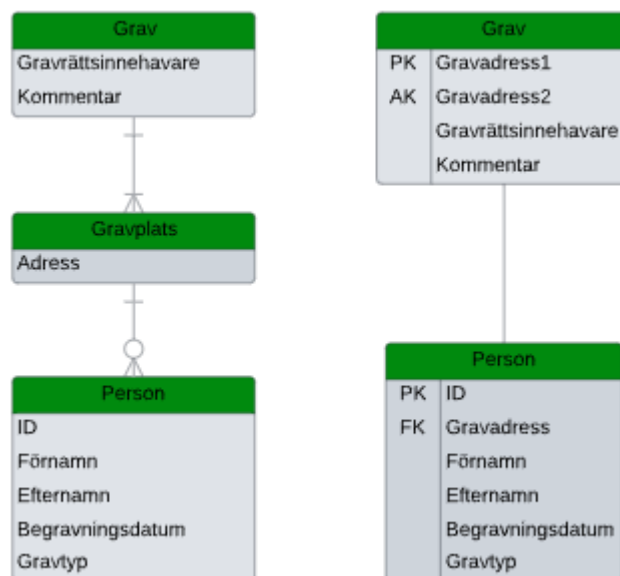 Grav
Gravrättsinnehavare
Kommentar
Gravplats
Adress
Person
ID
Förnamn
Efternamn
Begravningsdatum
Gravtyp
Grav
PK Gravadress1
AK Gravadress2
Gravrättsinnehavare
Kommentar
Person
PK ID
FK Gravadress
Förnamn
Efternamn
Begravningsdatum
Gravtyp